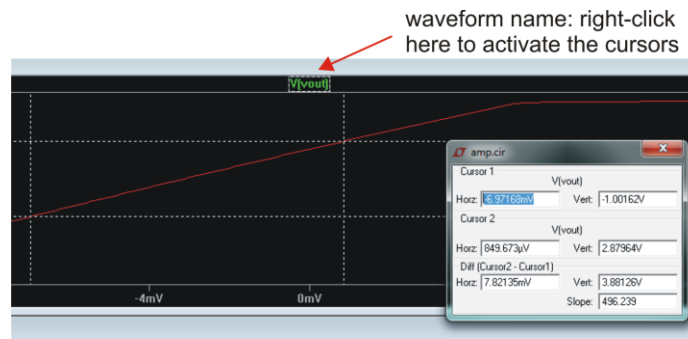 waveform name: right-click
here to activate the cursors
V(vout)
amp.cir
Cursor 1
V(vout)
Horz: -6.97168mV Vert: -1.00162V
Cursor 2
V(vout)
Horz: 849.673µV Vert: 2.87964V
Diff (Cursor2 - Cursor1)
Horz: 7.82135mV Vert: 3.88126V
Slope: 496.239
-4mV 0mV